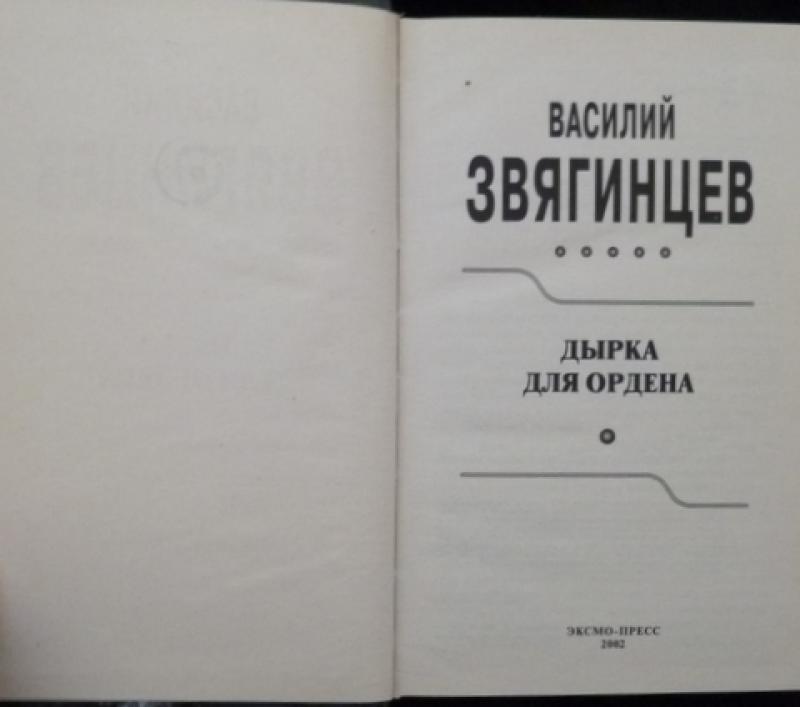 ВАСИЛИЙ
ЗВЯГИНЦЕВ
ДЫРКА
ДЛЯ ОРДЕНА
ЭКСМО-ПРЕСС
2002